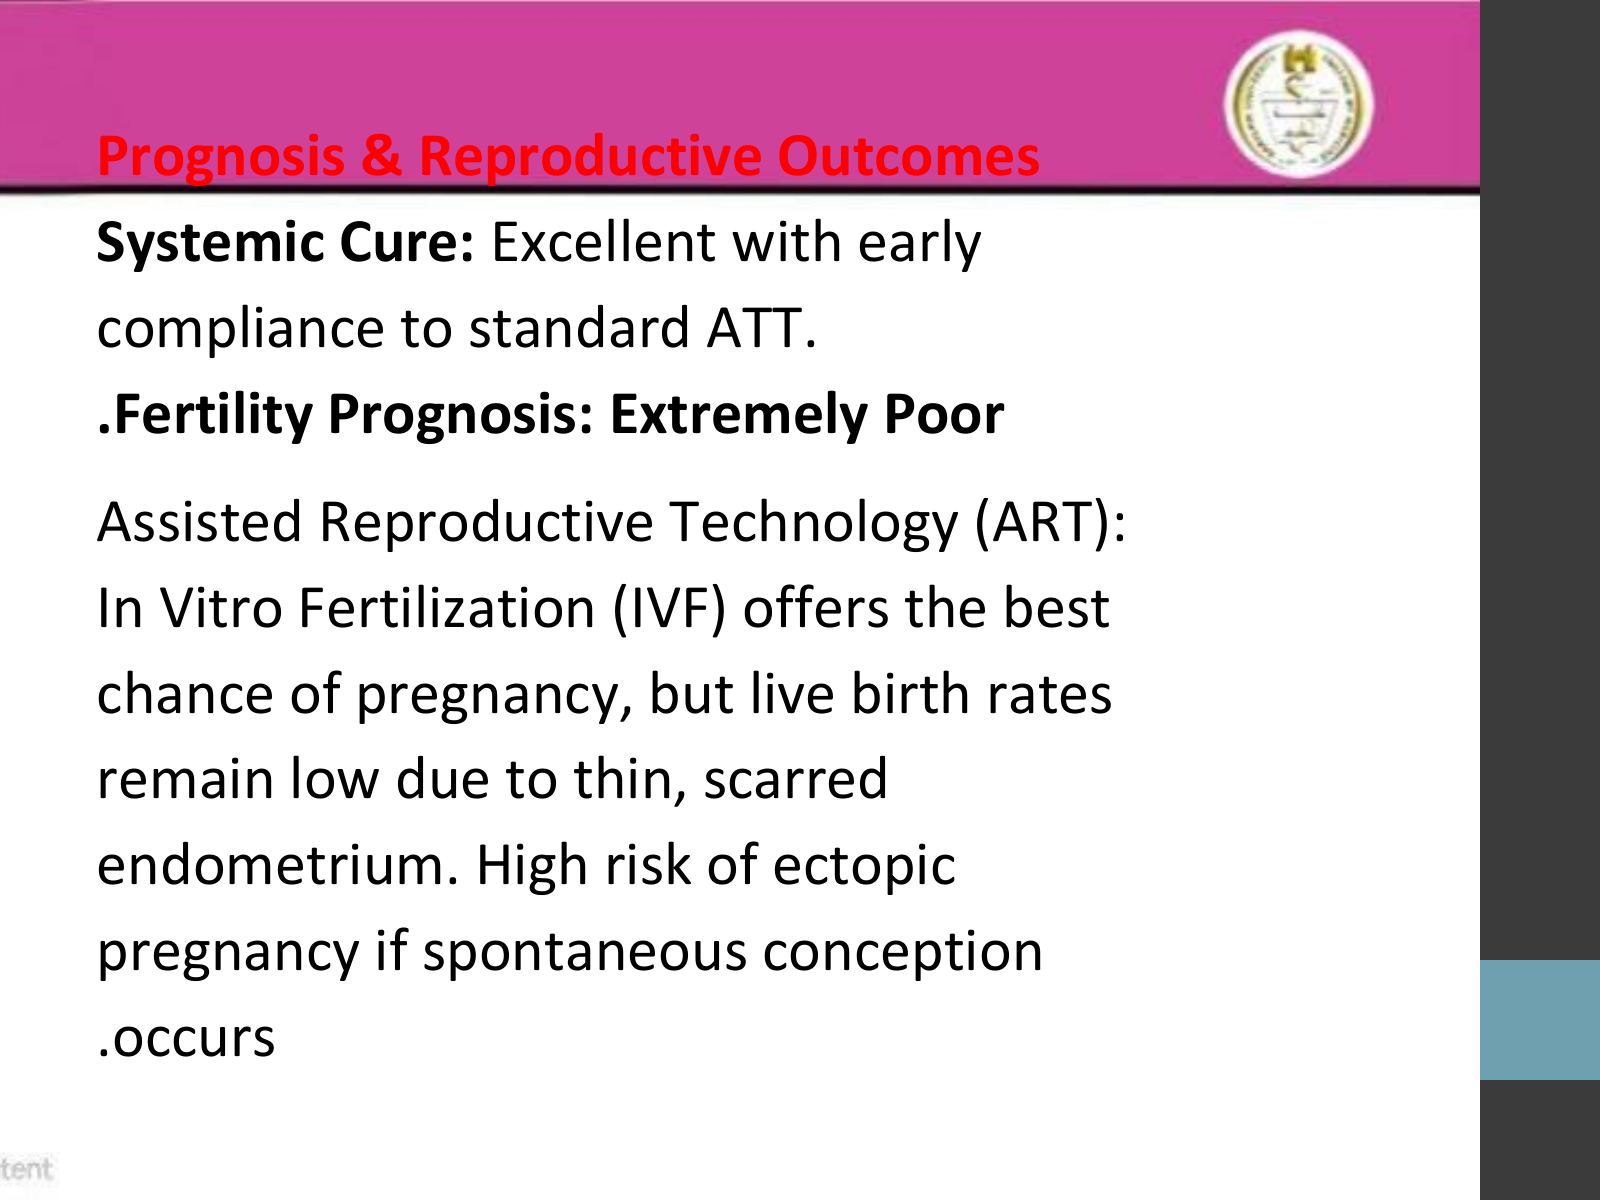 Prognosis & Reproductive Outcomes
Systemic Cure: Excellent with early
compliance to standard ATT.
.Fertility Prognosis: Extremely Poor
Assisted Reproductive Technology (ART):
In Vitro Fertilization (IVF) offers the best
chance of pregnancy, but live birth rates
remain low due to thin, scarred
endometrium. High risk of ectopic
pregnancy if spontaneous conception
.occurs
tent